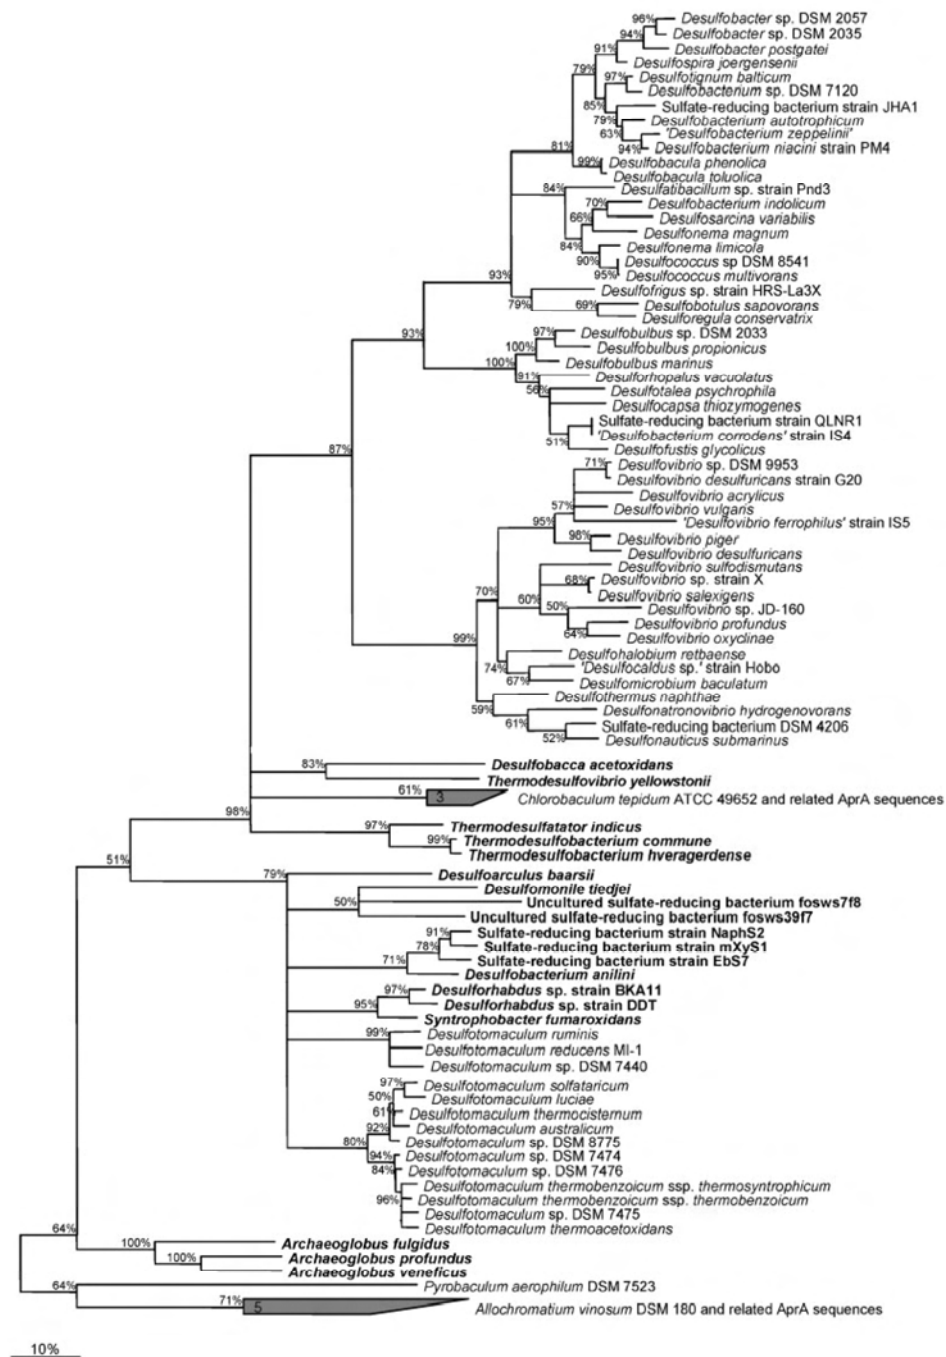 96% Desulfobacter sp. DSM 2057
94% Desulfobacter sp. DSM 2035
91% Desulfobacter postgatei
Desulfospira joergensenii
79% 97% Desulfotignum balticum
Desulfobacterium sp. DSM 7120
85% Sulfate-reducing bacterium strain JHA1
79% Desulfobacterium autotrophicum
63% 'Desulfobacterium zeppelinii'
94% Desulfobacterium niacini strain PM4
81% 99% Desulfobacula phenolica
Desulfobacula toluolica
84% Desulfatibacillum sp. strain Pnd3
70% Desulfobacterium indolicum
66% Desulfosarcina variabilis
Desulfonema magnum
84% Desulfonema limicola
90% Desulfococcus sp DSM 8541
95% Desulfococcus multivorans
93% Desulfofrigus sp. strain HRS-La3X
79% 69% Desulfobotulus sapovorans
Desulforegula conservatrix
93% 97% Desulfobulbus sp. DSM 2033
100% Desulfobulbus propionicus
100% Desulfobulbus marinus
91% Desulforhopalus vacuolatus
56% Desulfotalea psychrophila
Desulfocapsa thiozymogenes
Sulfate-reducing bacterium strain QLNR1
51% 'Desulfobacterium corrodens' strain IS4
87% Desulfofustis glycolicus
71% Desulfovibrio sp. DSM 9953
Desulfovibrio desulfuricans strain G20
Desulfovibrio acrylicus
57% Desulfovibrio vulgaris
95% 'Desulfovibrio ferrophilus' strain IS5
98% Desulfovibrio piger
Desulfovibrio desulfuricans
Desulfovibrio sulfodismutans
70% 68% Desulfovibrio sp. strain X
60% Desulfovibrio salexigens
50% Desulfovibrio sp. JD-160
Desulfovibrio profundus
99% 64% Desulfovibrio oxyclinae
Desulfohalobium retbaense
74% 'Desulfocaldus sp.' strain Hobo
67% Desulfomicrobium baculatum
Desulfothermus naphthae
59% Desulfonatronovibrio hydrogenovorans
61% Sulfate-reducing bacterium DSM 4206
52% Desulfonauticus submarinus
83% Desulfobacca acetoxidans
Thermodesulfovibrio yellowstonii
61% 3 Chlorobaculum tepidum ATCC 49652 and related AprA sequences
98% 97% Thermodesulfatator indicus
99% Thermodesulfobacterium commune
Thermodesulfobacterium hveragerdense
51% 79% Desulfoarculus baarsii
Desulfomonile tiedjei
50% Uncultured sulfate-reducing bacterium fosws7f8
Uncultured sulfate-reducing bacterium fosws39f7
91% Sulfate-reducing bacterium strain NaphS2
78% Sulfate-reducing bacterium strain mXyS1
71% Sulfate-reducing bacterium strain EbS7
Desulfobacterium anilini
97% Desulforhabdus sp. strain BKA11
95% Desulforhabdus sp. strain DDT
Syntrophobacter fumaroxidans
99% Desulfotomaculum ruminis
Desulfotomaculum reducens MI-1
Desulfotomaculum sp. DSM 7440
97% Desulfotomaculum solfataricum
50% Desulfotomaculum luciae
61% Desulfotomaculum thermocisternum
92% Desulfotomaculum australicum
80% Desulfotomaculum sp. DSM 8775
94% Desulfotomaculum sp. DSM 7474
84% Desulfotomaculum sp. DSM 7476
Desulfotomaculum thermobenzoicum ssp. thermosyntrophicum
96% Desulfotomaculum thermobenzoicum ssp. thermobenzoicum
Desulfotomaculum sp. DSM 7475
Desulfotomaculum thermoacetoxidans
64% 100% Archaeoglobus fulgidus
100% Archaeoglobus profundus
Archaeoglobus veneficus
64% Pyrobaculum aerophilum DSM 7523
71% 5 Allochromatium vinosum DSM 180 and related AprA sequences
10%